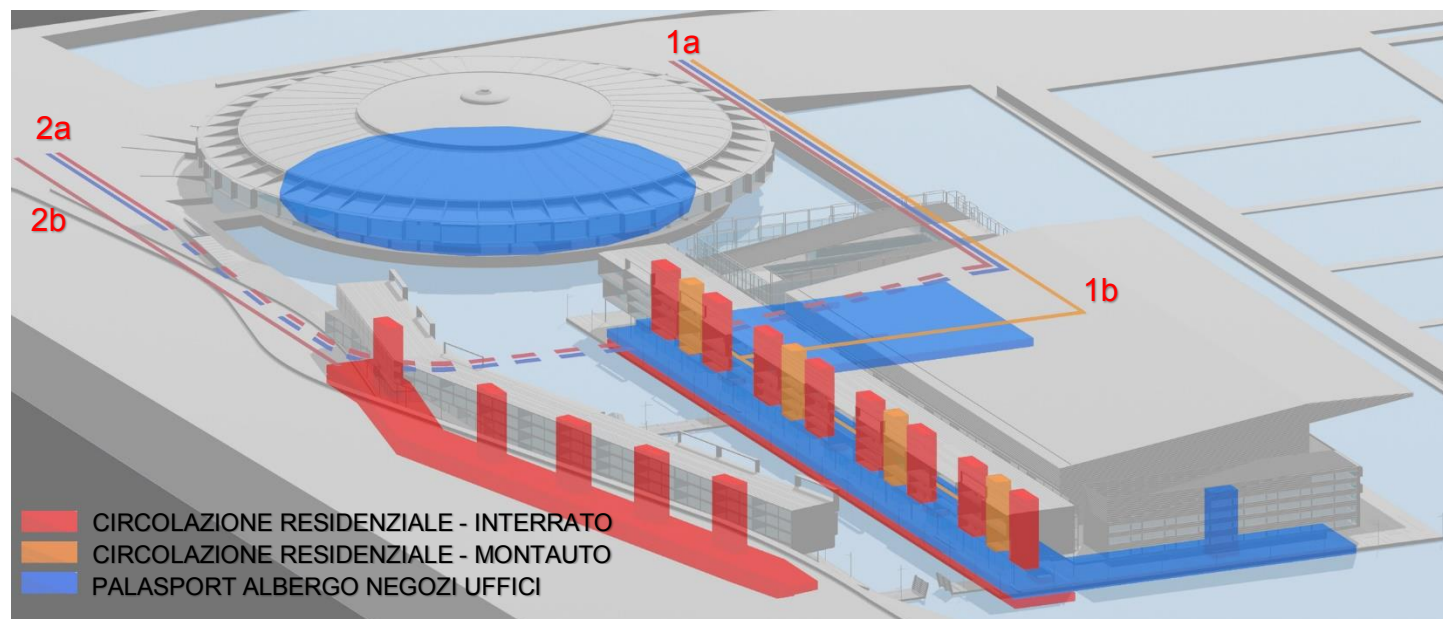 1a
2a
2b
1b
CIRCOLAZIONE RESIDENZIALE - INTERRATO
CIRCOLAZIONE RESIDENZIALE - MONTAUTO
PALASPORT ALBERGO NEGOZI UFFICI